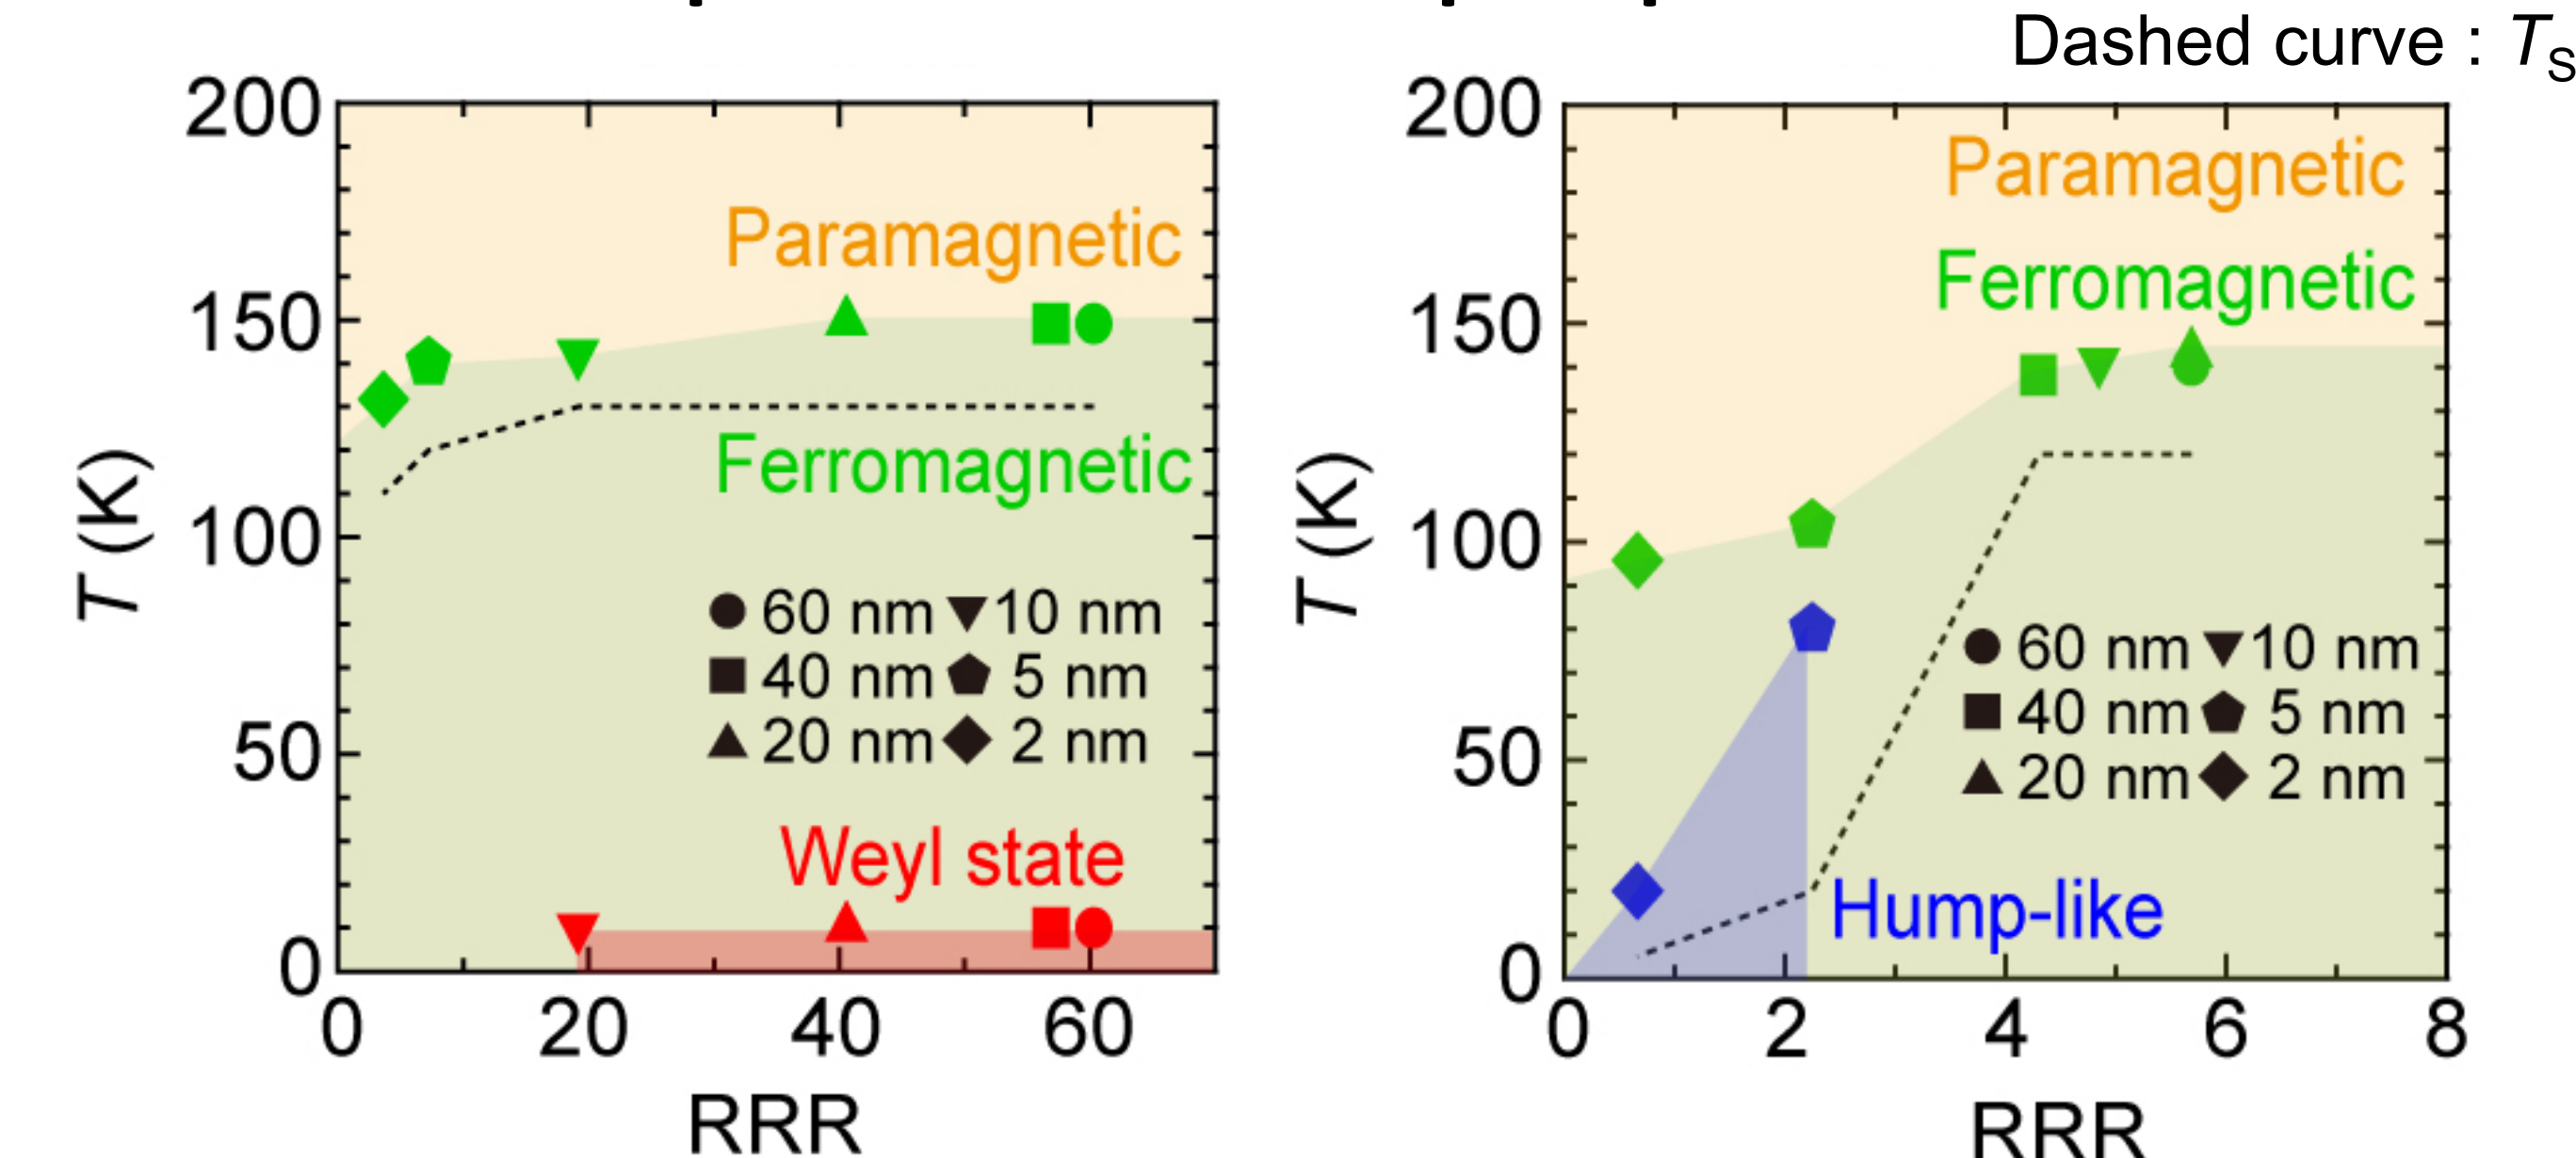 Dashed curve : TS
200
150
100
50
0
T (K)
Paramagnetic
Ferromagnetic
60 nm 10 nm
40 nm 5 nm
20 nm 2 nm
Weyl state
0 20 40 60
RRR
200
150
100
50
0
T (K)
Paramagnetic
Ferromagnetic
60 nm 10 nm
40 nm 5 nm
20 nm 2 nm
Hump-like
0 2 4 6 8
RRR